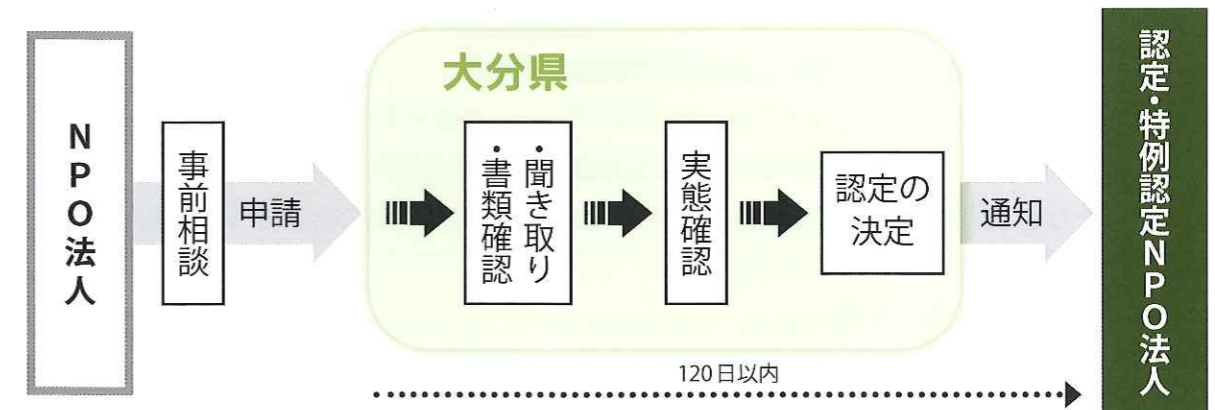 NPO法人
事前相談
申請
大分県
・聞き取り
・書類確認
実態確認
認定の
決定
通知
認定・特例認定NPO法人
120日以内